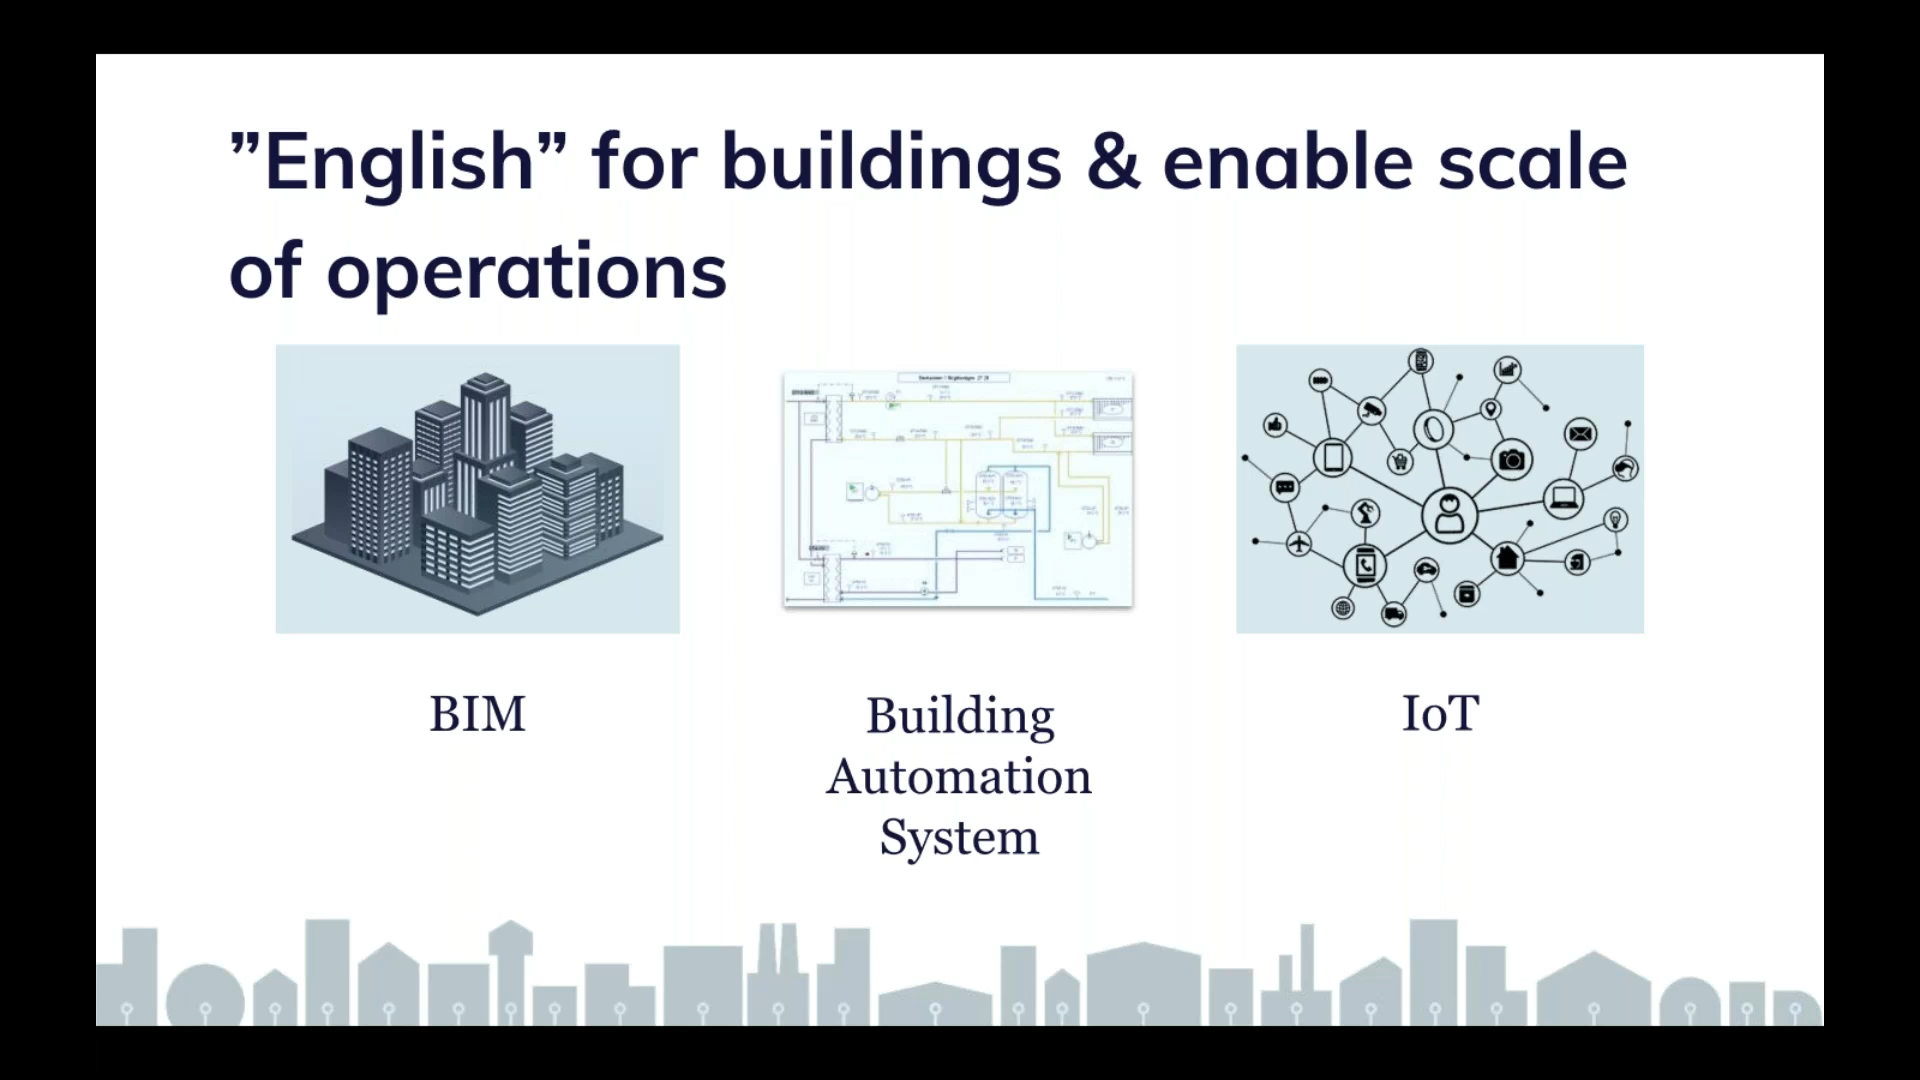 ”English” for buildings & enable scale
of operations
BIM
Building
Automation
System
IoT